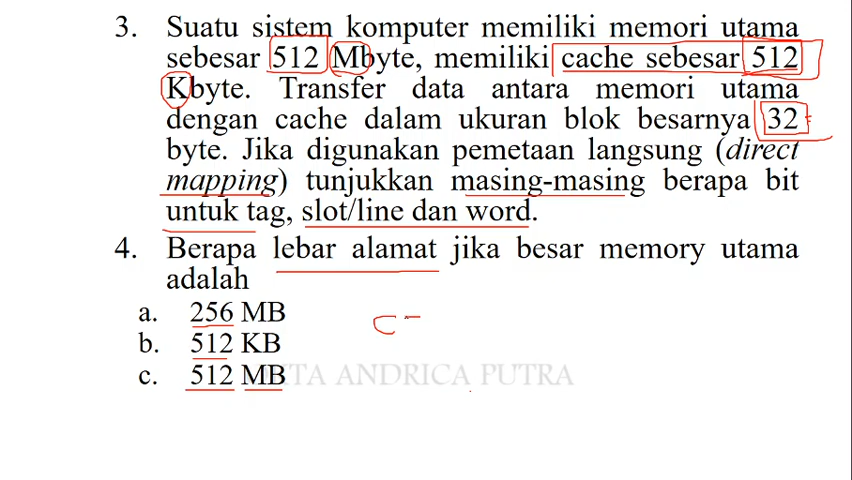 3. Suatu sistem komputer memiliki memori utama
sebesar 512 Mbyte, memiliki cache sebesar 512
Kbyte. Transfer data antara memori utama
dengan cache dalam ukuran blok besarnya 32
byte. Jika digunakan pemetaan langsung (direct
mapping) tunjukkan masing-masing berapa bit
untuk tag, slot/line dan word.
4. Berapa lebar alamat jika besar memory utama
adalah
a. 256 MB
b. 512 KB
c. 512 MB
ANDRICA PUTRA